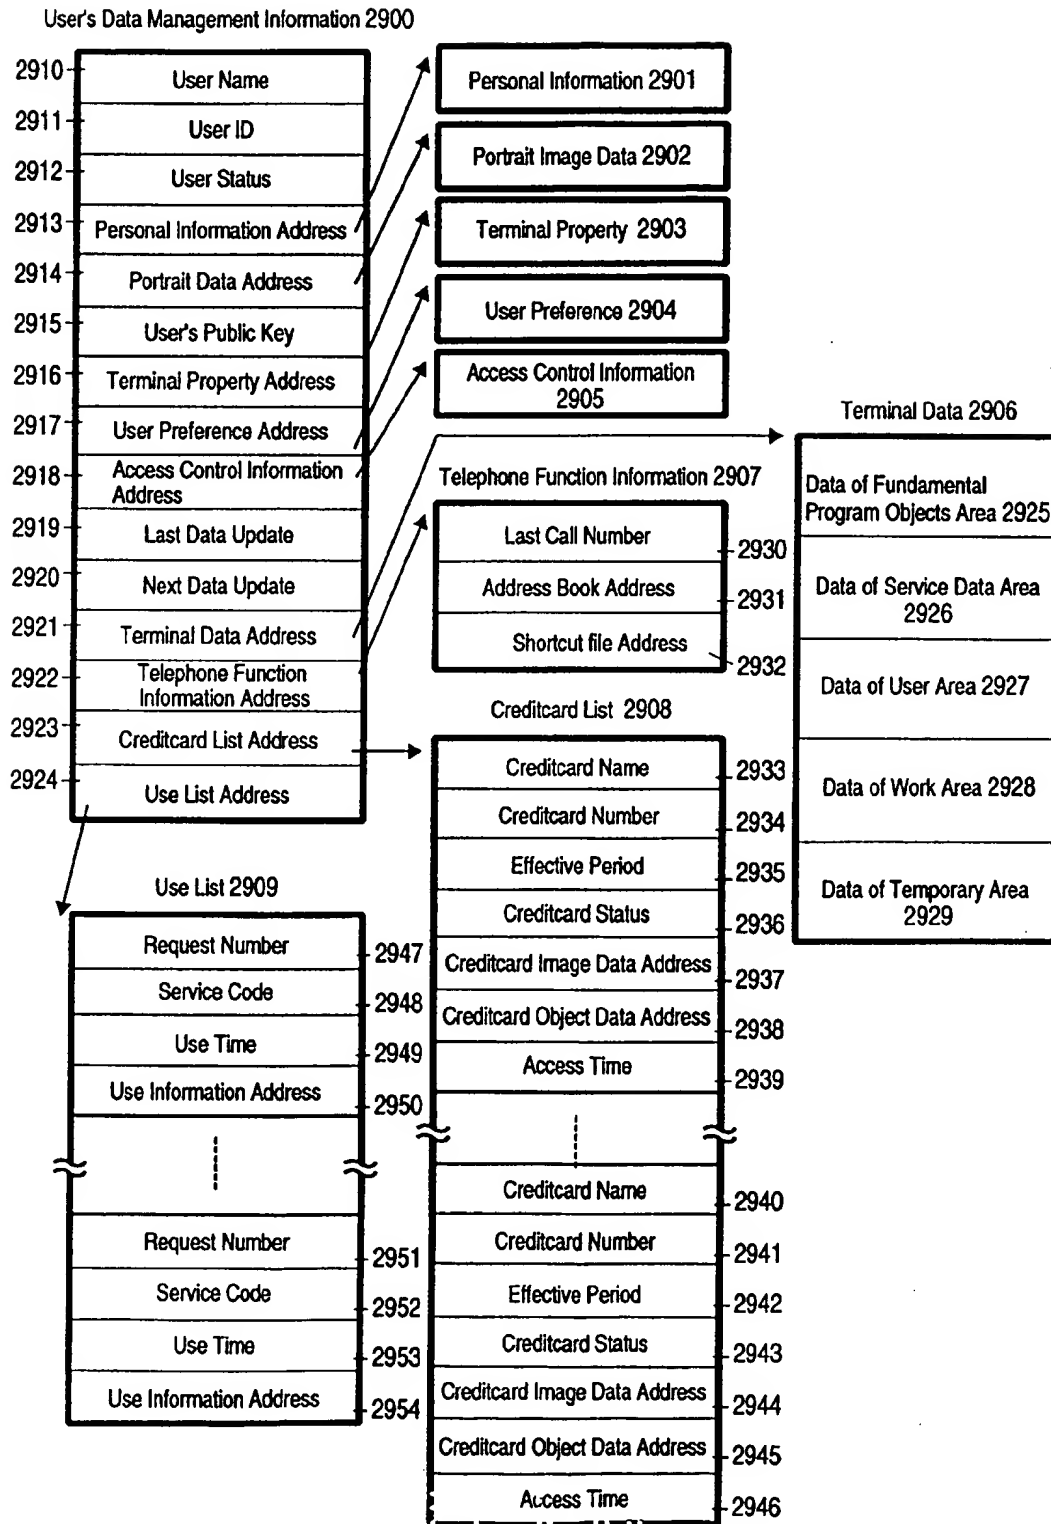 User's Data Management Information 2900
2910 User Name
2911 User ID
2912 User Status
2913 Personal Information Address
2914 Portrait Data Address
2915 User's Public Key
2916 Terminal Property Address
2917 User Preference Address
2918 Access Control Information
Address
2919 Last Data Update
2920 Next Data Update
2921 Terminal Data Address
2922 Telephone Function
Information Address
2923 Creditcard List Address
2924 Use List Address
Personal Information 2901
Portrait Image Data 2902
Terminal Property 2903
User Preference 2904
Access Control Information
2905
Terminal Data 2906
Data of Fundamental
Program Objects Area 2925
Data of Service Data Area
2926
Data of User Area 2927
Data of Work Area 2928
Data of Temporary Area
2929
Telephone Function Information 2907
Last Call Number 2930
Address Book Address 2931
Shortcut file Address 2932
Creditcard List 2908
Creditcard Name 2933
Creditcard Number 2934
Effective Period 2935
Creditcard Status 2936
Creditcard Image Data Address 2937
Creditcard Object Data Address 2938
Access Time 2939
Creditcard Name 2940
Creditcard Number 2941
Effective Period 2942
Creditcard Status 2943
Creditcard Image Data Address 2944
Creditcard Object Data Address 2945
Access Time 2946
Use List 2909
Request Number 2947
Service Code 2948
Use Time 2949
Use Information Address 2950
Request Number 2951
Service Code 2952
Use Time 2953
Use Information Address 2954